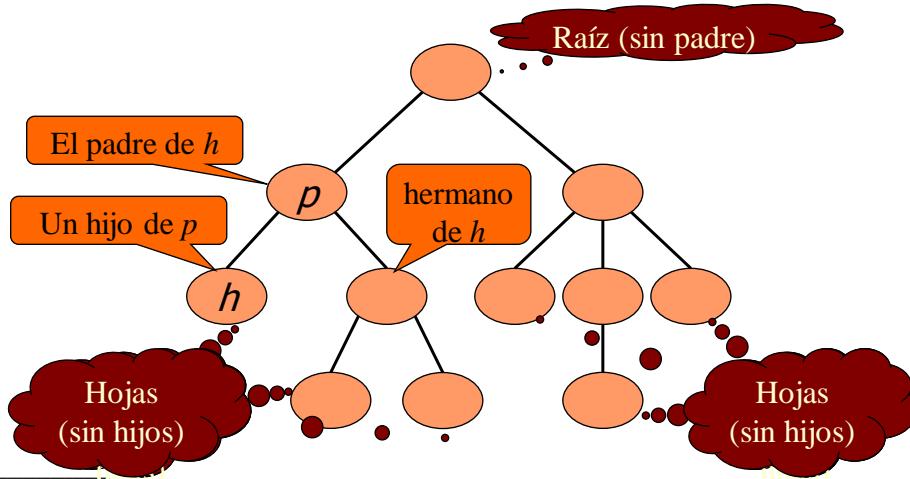 Raíz (sin padre)
El padre de h
p
hermano
de h
Un hijo de p
h
Hojas
(sin hijos)
Hojas
(sin hijos)